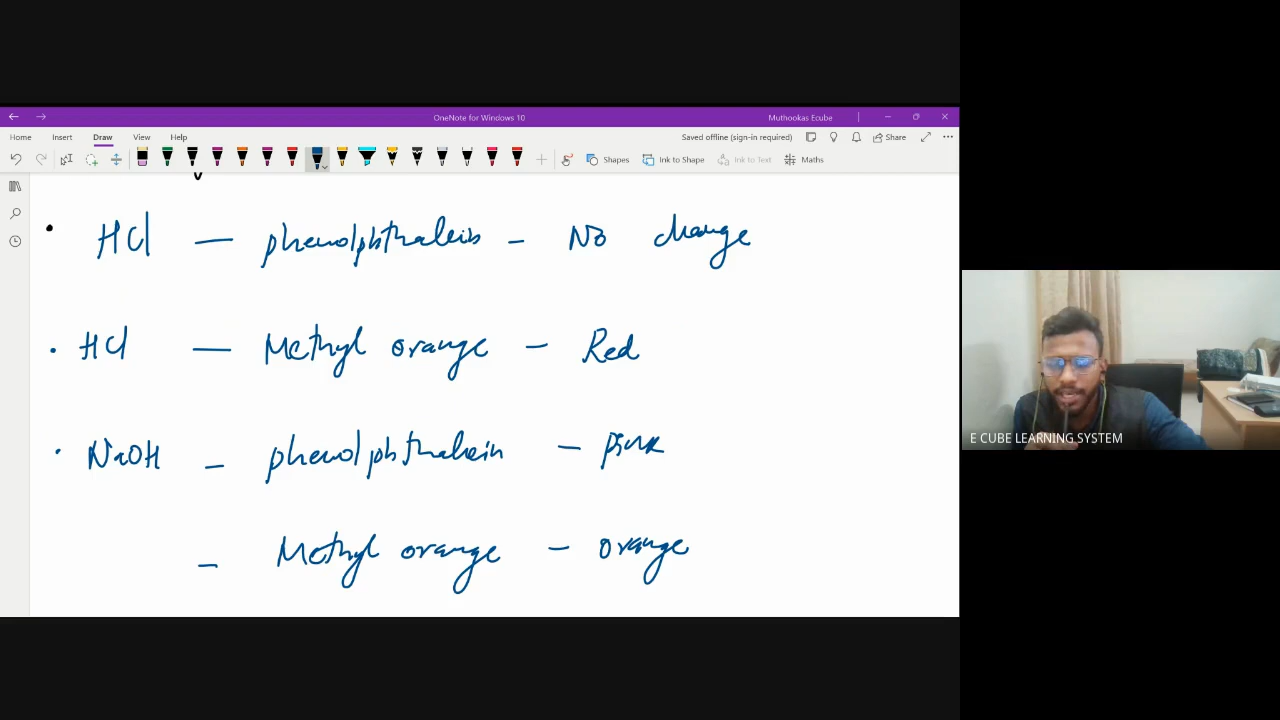 OneNote for Windows 10
Muthookas Ecube
Home Insert Draw View Help
Saved offline (sign-in required)
Share
Shapes
Ink to Shape
Ink to Text
Maths
HCl — phenolphthalein - No change
HCl — Methyl orange - Red
NaOH - phenolphthalein - pink
- Methyl orange - orange
E CUBE LEARNING SYSTEM